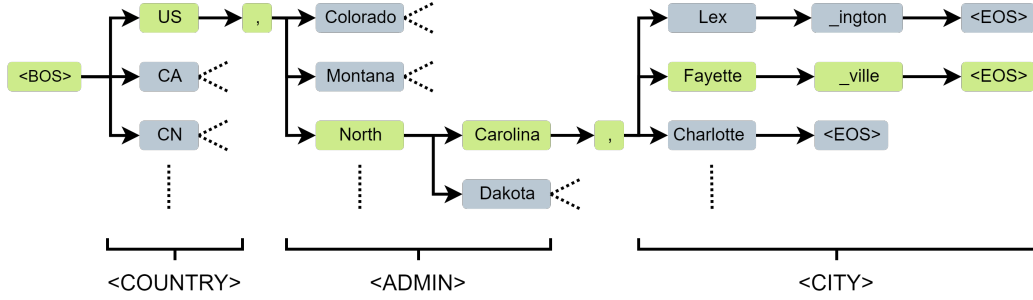 US , Colorado Lex _ington <EOS>
<BOS> CA Montana Fayette _ville <EOS>
CN North Carolina , Charlotte <EOS>
Dakota
<COUNTRY> <ADMIN> <CITY>